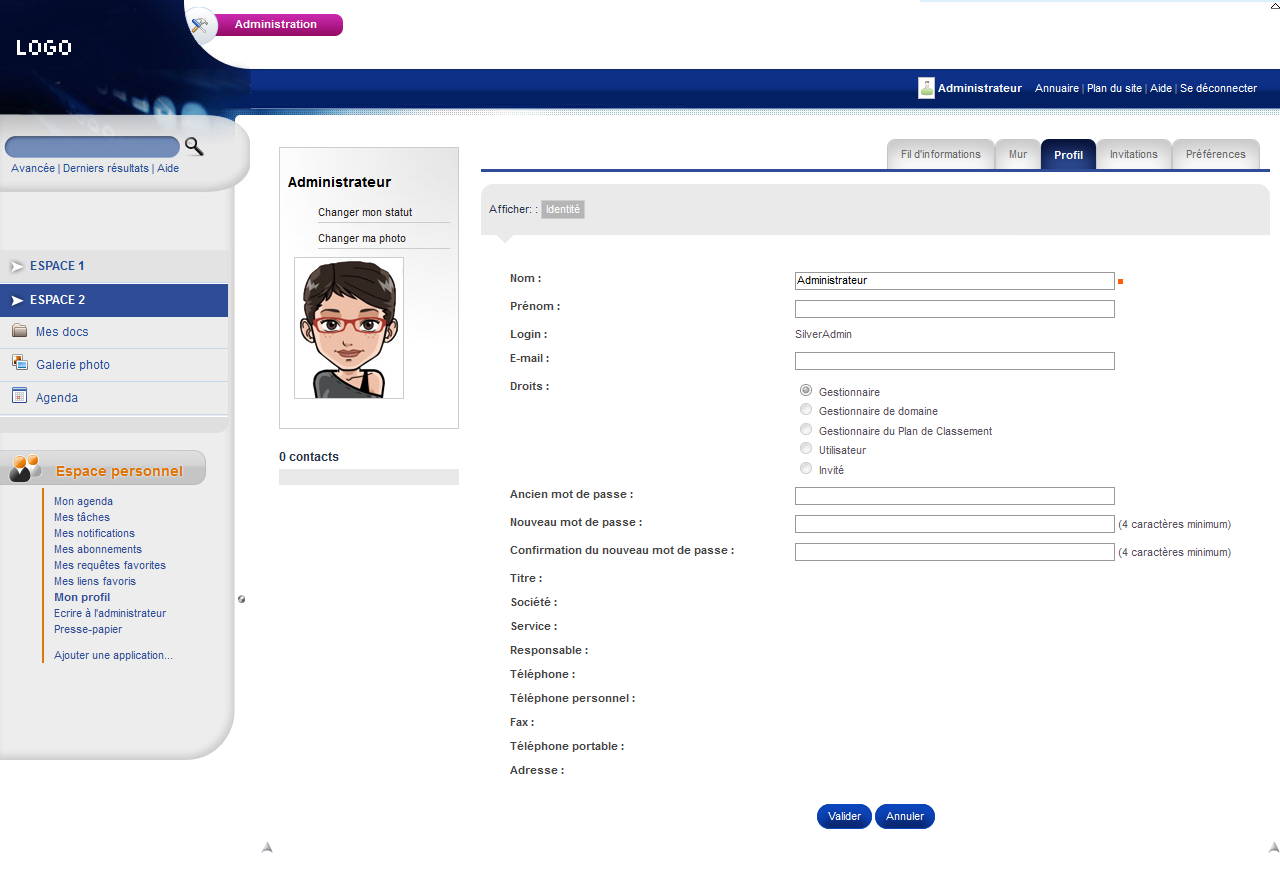 Administration
LOGO
Administrateur Annuaire | Plan du site | Aide | Se déconnecter
Avancée | Derniers résultats | Aide
ESPACE 1
ESPACE 2
Mes docs
Galerie photo
Agenda
Espace personnel
Mon agenda
Mes tâches
Mes notifications
Mes abonnements
Mes requêtes favorites
Mes liens favoris
Mon profil
Ecrire à l'administrateur
Presse-papier
Ajouter une application...
Administrateur
Changer mon statut
Changer ma photo
0 contacts
Fil d'informations Mur Profil Invitations Préférences
Afficher: : Identité
Nom : Administrateur
Prénom :
Login : SilverAdmin
E-mail :
Droits : Gestionnaire
Gestionnaire de domaine
Gestionnaire du Plan de Classement
Utilisateur
Invité
Ancien mot de passe :
Nouveau mot de passe : (4 caractères minimum)
Confirmation du nouveau mot de passe : (4 caractères minimum)
Titre :
Société :
Service :
Responsable :
Téléphone :
Téléphone personnel :
Fax :
Téléphone portable :
Adresse :
Valider Annuler